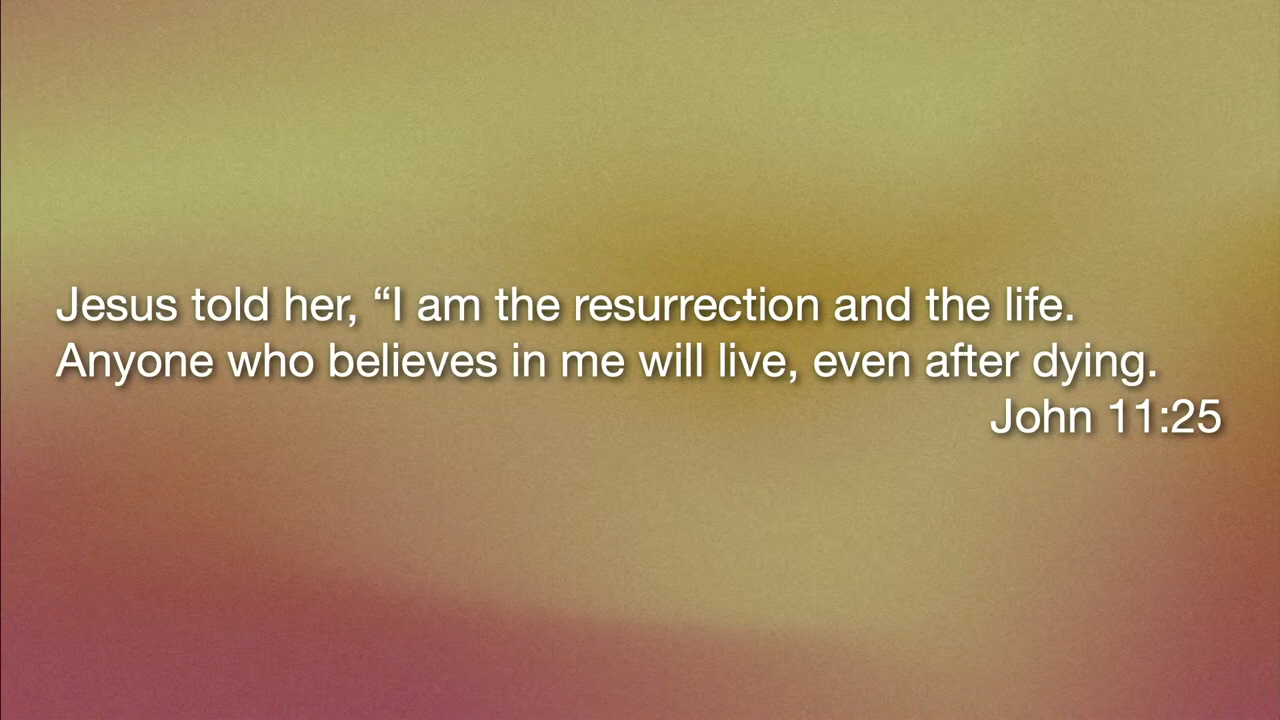 Jesus told her, “I am the resurrection and the life.
Anyone who believes in me will live, even after dying.
John 11:25